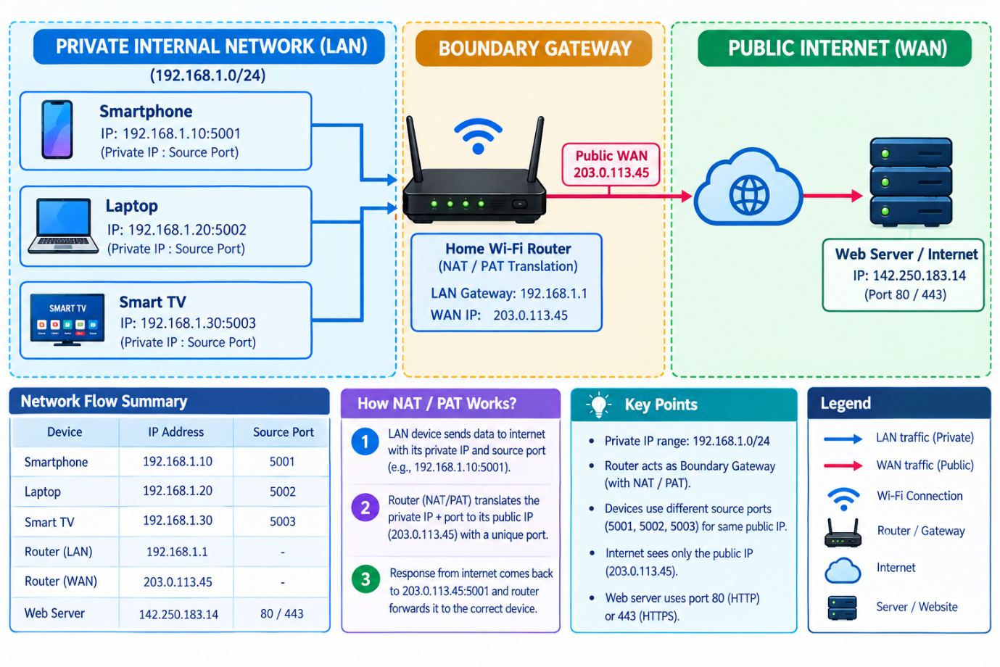 PRIVATE INTERNAL NETWORK (LAN)
(192.168.1.0/24)
Smartphone
IP: 192.168.1.10:5001
(Private IP : Source Port)
Laptop
IP: 192.168.1.20:5002
(Private IP : Source Port)
SMART TV
Smart TV
IP: 192.168.1.30:5003
(Private IP : Source Port)
BOUNDARY GATEWAY
Public WAN
203.0.113.45
Home Wi-Fi Router
(NAT / PAT Translation)
LAN Gateway: 192.168.1.1
WAN IP: 203.0.113.45
PUBLIC INTERNET (WAN)
Web Server / Internet
IP: 142.250.183.14
(Port 80 / 443)
Network Flow Summary
Device IP Address Source Port
Smartphone 192.168.1.10 5001
Laptop 192.168.1.20 5002
Smart TV 192.168.1.30 5003
Router (LAN) 192.168.1.1 -
Router (WAN) 203.0.113.45 -
Web Server 142.250.183.14 80 / 443
How NAT / PAT Works?
1 LAN device sends data to internet
with its private IP and source port
(e.g., 192.168.1.10:5001).
2 Router (NAT/PAT) translates the
private IP + port to its public IP
(203.0.113.45) with a unique port.
3 Response from internet comes back
to 203.0.113.45:5001 and router
forwards it to the correct device.
Key Points
• Private IP range: 192.168.1.0/24
• Router acts as Boundary Gateway
(with NAT / PAT).
• Devices use different source ports
(5001, 5002, 5003) for same public IP.
• Internet sees only the public IP
(203.0.113.45).
• Web server uses port 80 (HTTP)
or 443 (HTTPS).
Legend
LAN traffic (Private)
WAN traffic (Public)
Wi-Fi Connection
Router / Gateway
Internet
Server / Website